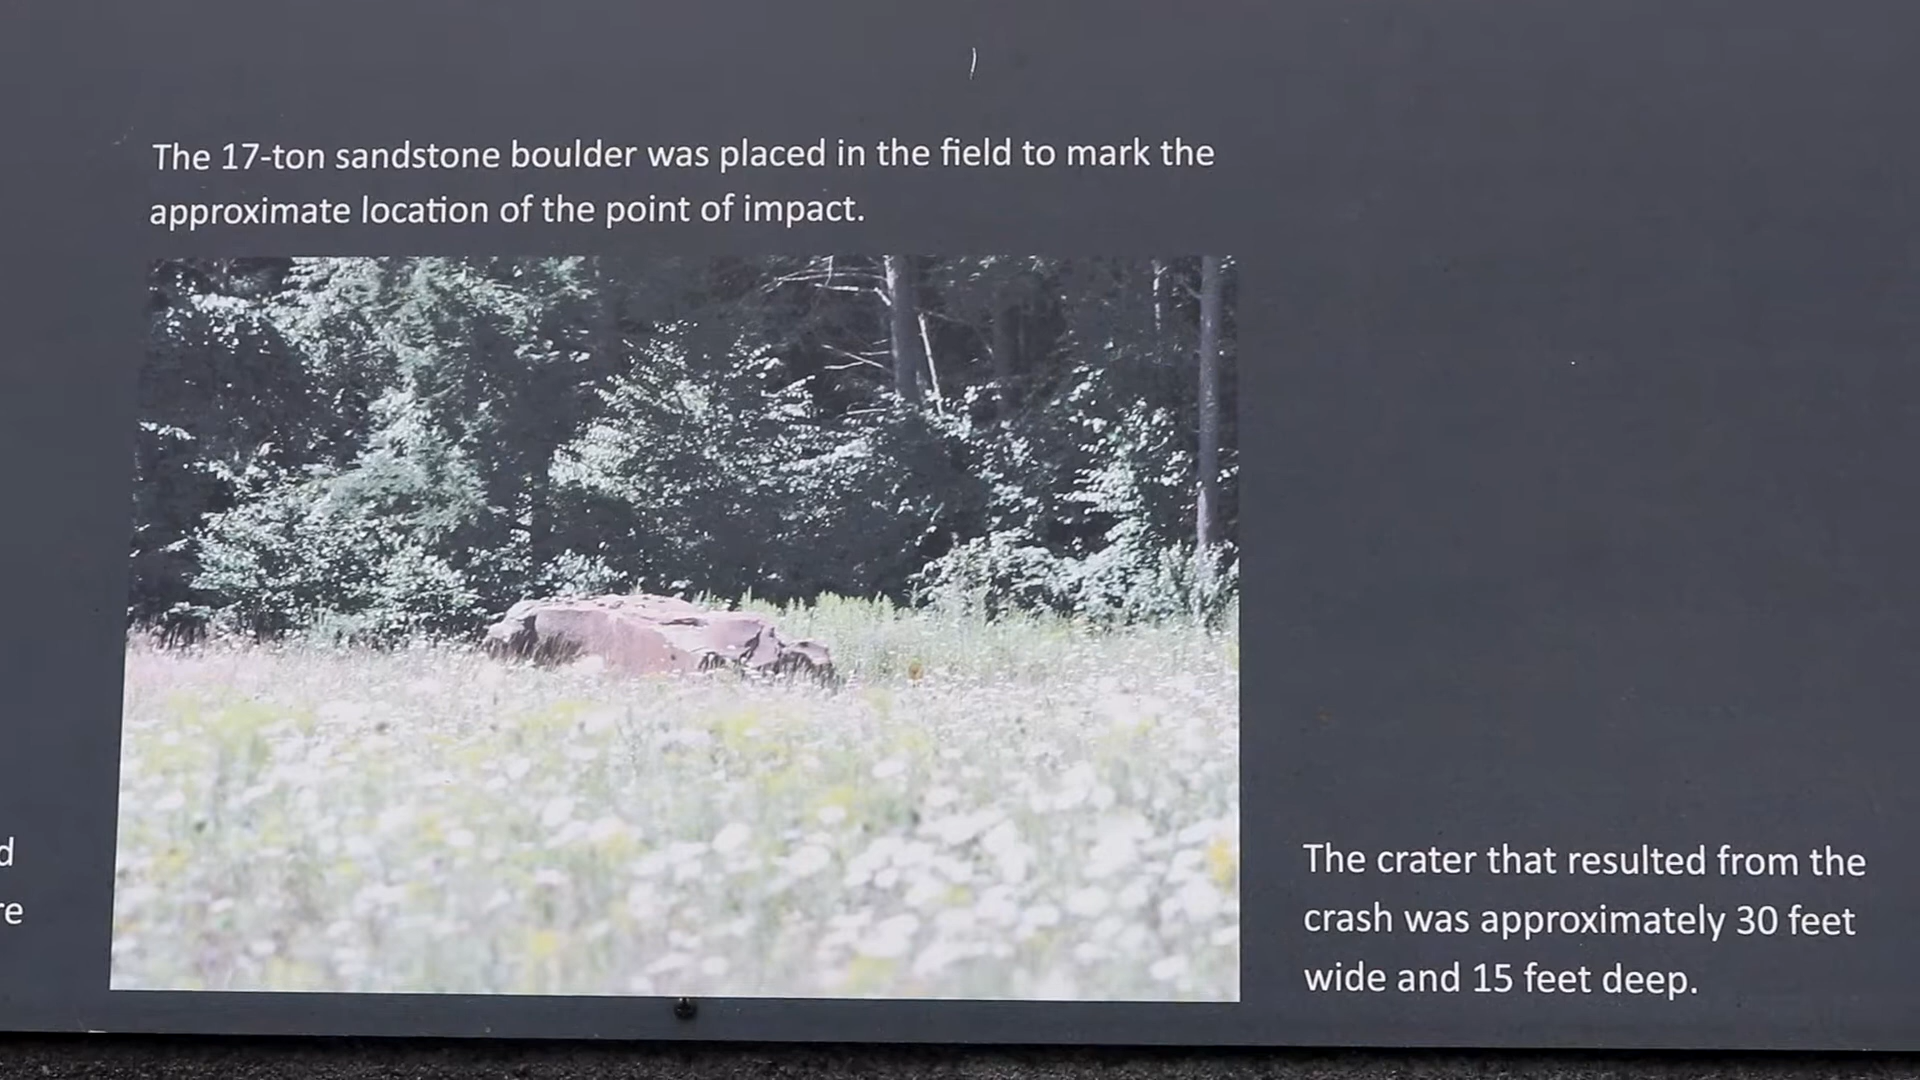 The 17-ton sandstone boulder was placed in the field to mark the
approximate location of the point of impact.
d
re
The crater that resulted from the
crash was approximately 30 feet
wide and 15 feet deep.